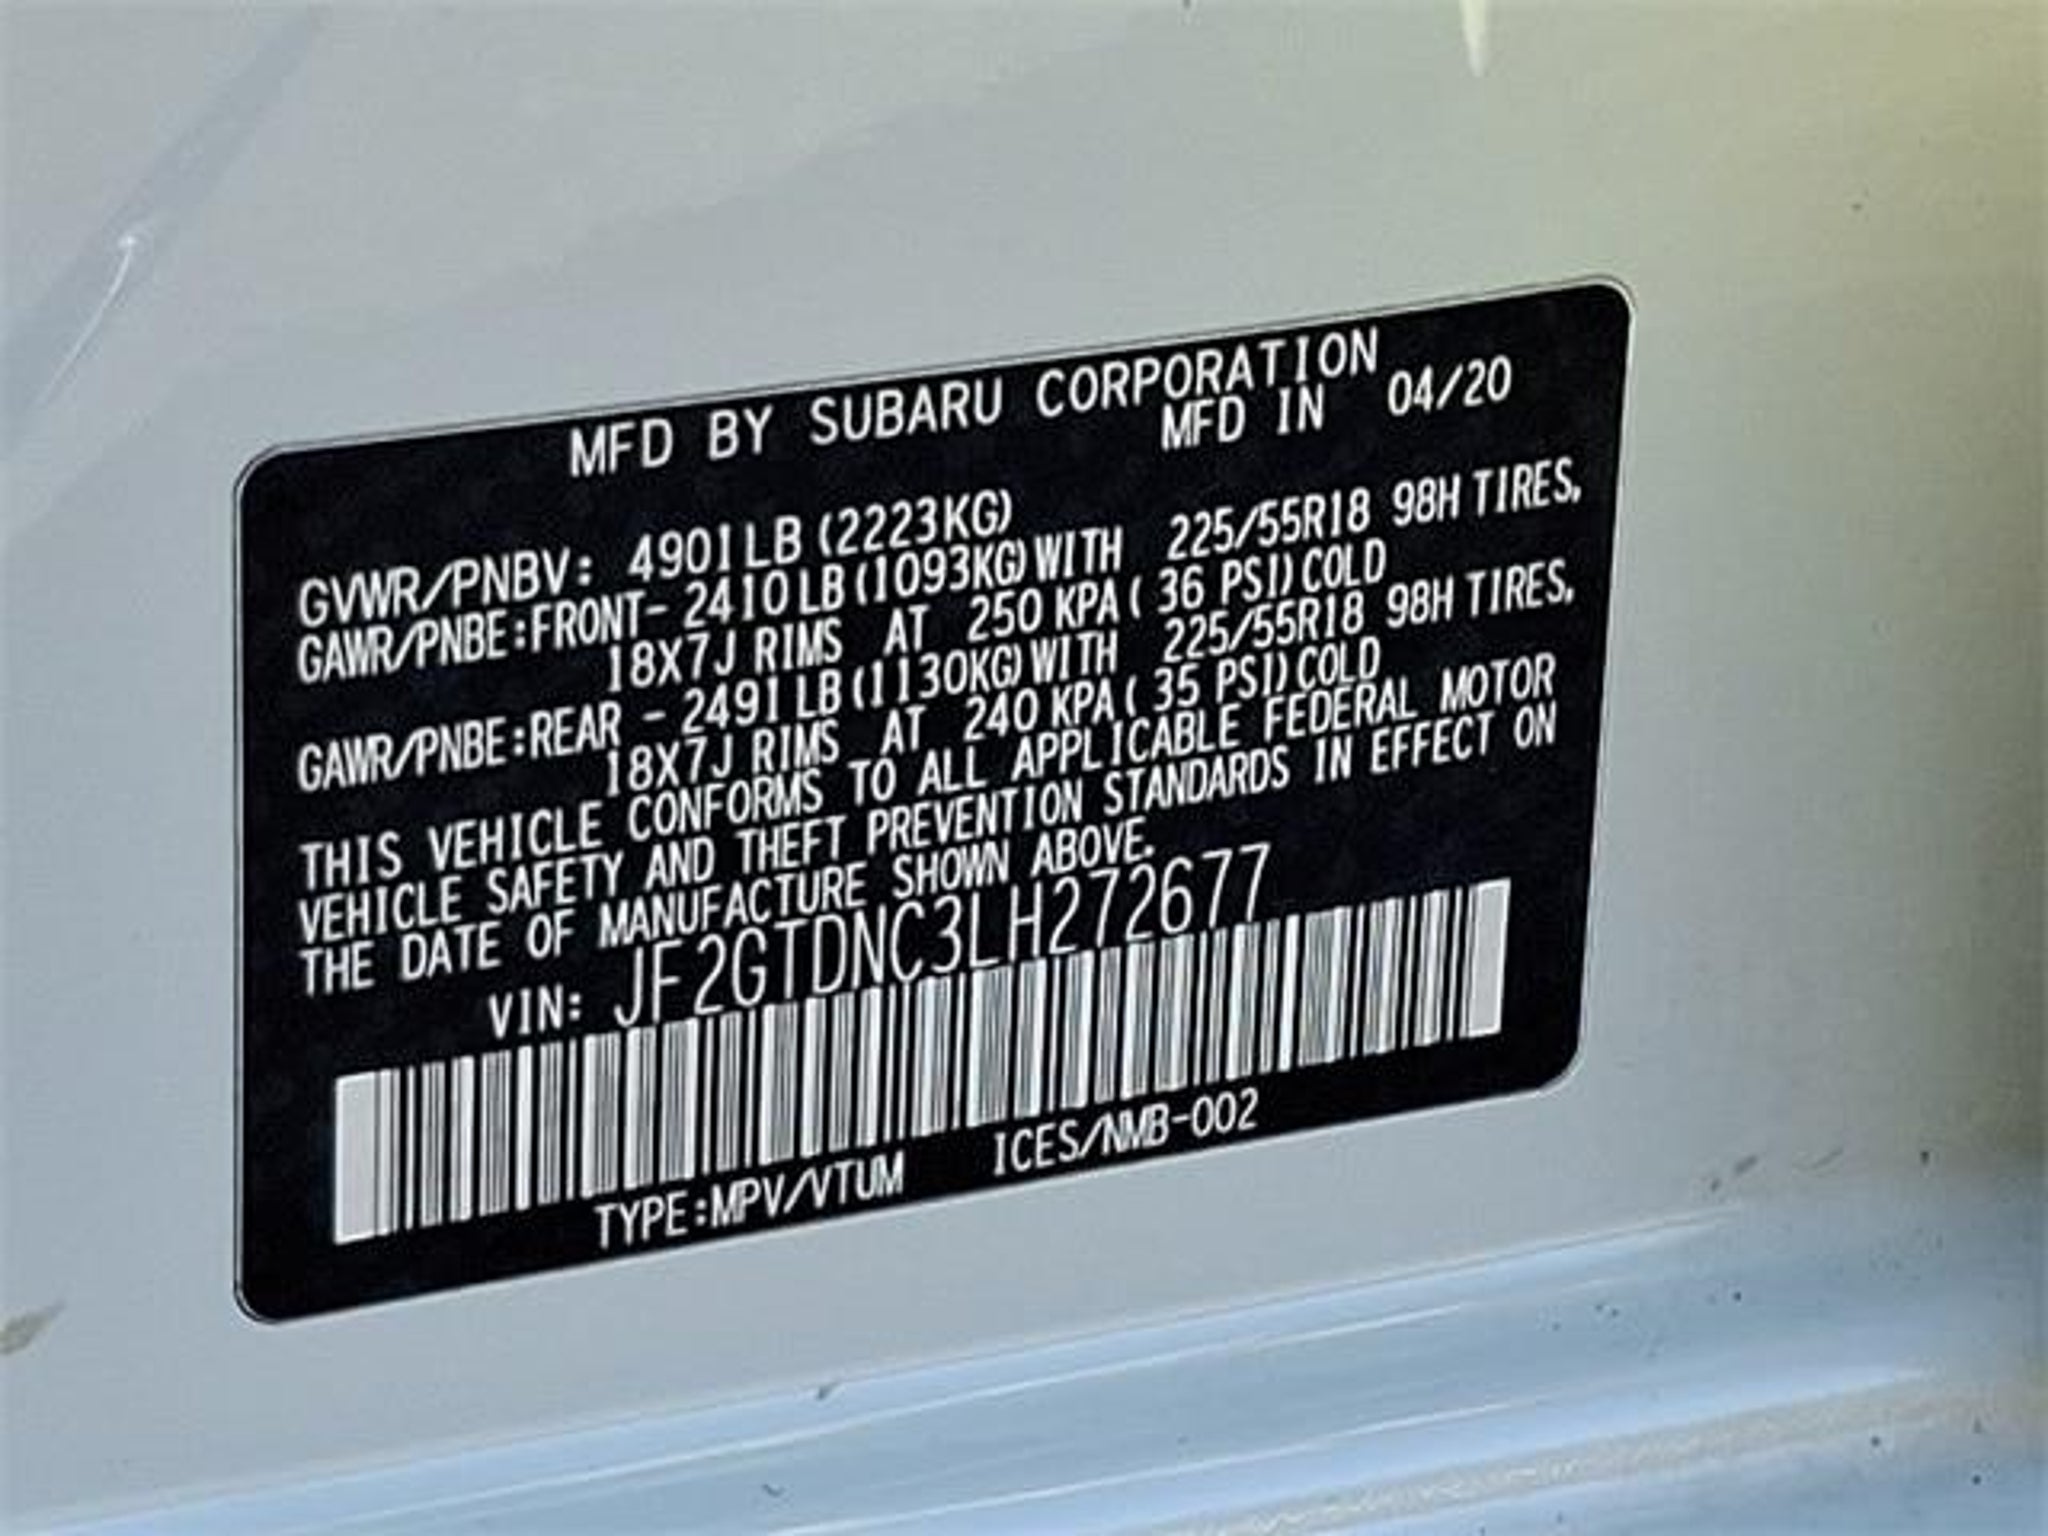 MFD BY SUBARU CORPORATION
MFD IN 04/20
GVWR/PNBV: 4901LB (2223KG)
GAWR/PNBE:FRONT- 2410LB(1093KG)WITH 225/55R18 98H TIRES,
18X7J RIMS AT 250 KPA( 36 PSI)COLD
GAWR/PNBE:REAR - 2491LB(1130KG)WITH 225/55R18 98H TIRES,
18X7J RIMS AT 240 KPA( 35 PSI)COLD
THIS VEHICLE CONFORMS TO ALL APPLICABLE FEDERAL MOTOR
VEHICLE SAFETY AND THEFT PREVENTION STANDARDS IN EFFECT ON
THE DATE OF MANUFACTURE SHOWN ABOVE.
VIN: JF2GTDNC3LH272677
TYPE:MPV/VTUM ICES/NMB-002